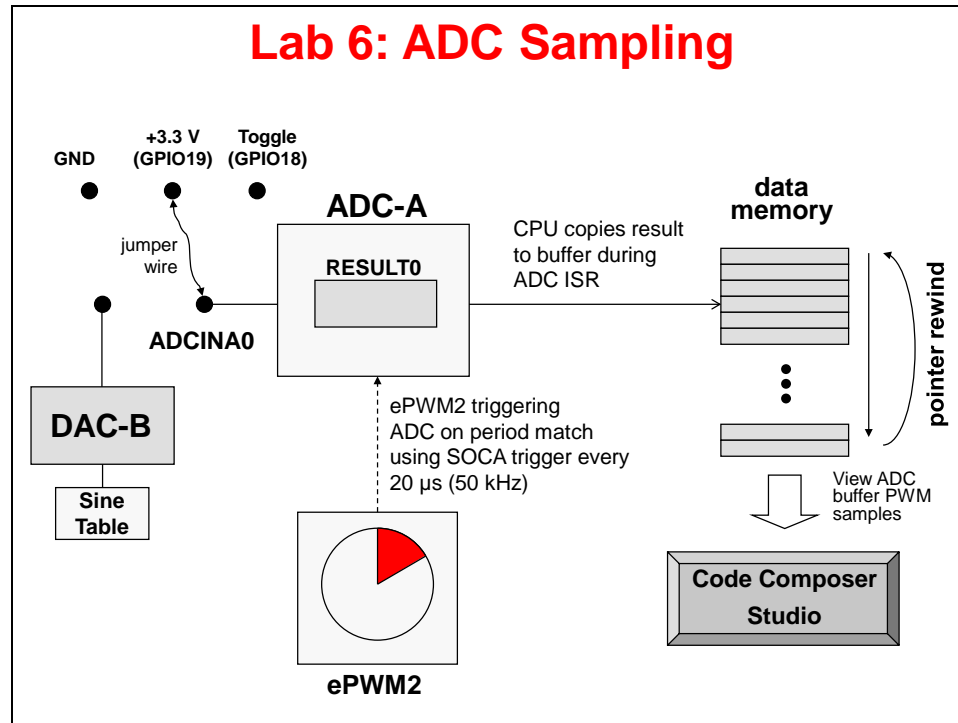 Lab 6: ADC Sampling
GND
+3.3 V
(GPIO19)
Toggle
(GPIO18)
jumper
wire
ADCINA0
ADC-A
RESULT0
CPU copies result
to buffer during
ADC ISR
data
memory
pointer rewind
DAC-B
Sine
Table
ePWM2 triggering
ADC on period match
using SOCA trigger every
20 µs (50 kHz)
ePWM2
View ADC
buffer PWM
samples
Code Composer
Studio